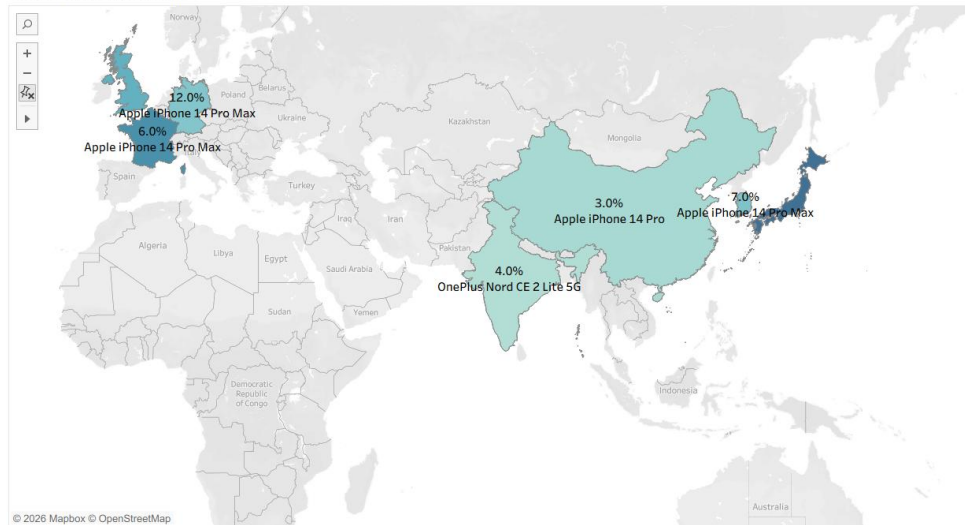 Norway
12.0%
Apple iPhone 14 Pro Max
Poland
Belarus
Ukraine
6.0%
Apple iPhone 14 Pro Max
Kazakhstan
Mongolia
Spain
Turkey
3.0%
Apple iPhone 14 Pro
7.0%
Apple iPhone 14 Pro Max
Iraq
Iran
Pakistan
Algeria
Libya
Egypt
Saudi Arabia
4.0%
OnePlus Nord CE 2 Lite 5G
Sudan
Yemen
Democratic
Republic
of Congo
Indonesia
Australia
© 2026 Mapbox © OpenStreetMap